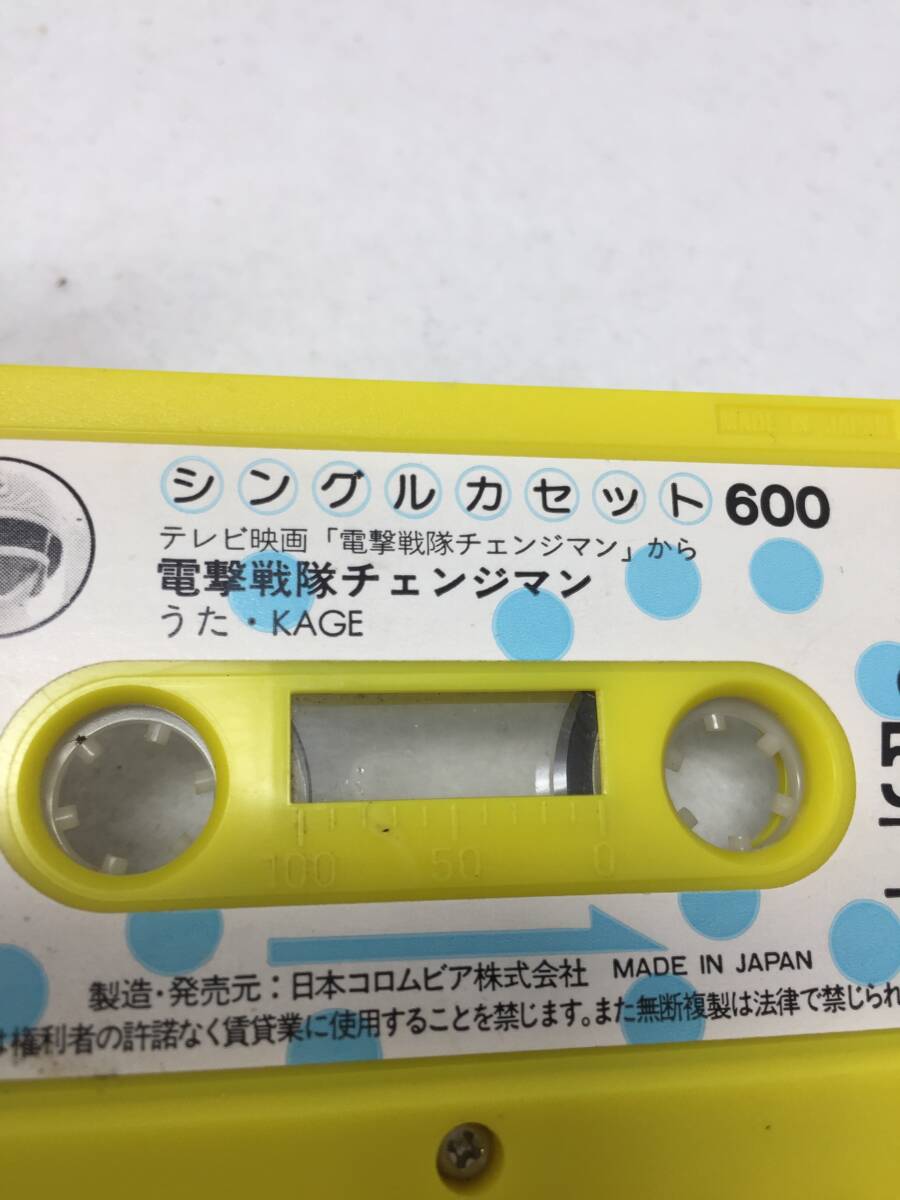 MADE IN JAPAN
シングルカセット 600
テレビ映画「電撃戦隊チェンジマン」から
電撃戦隊チェンジマン
うた・KAGE
100 50 0
製造・発売元：日本コロムビア株式会社 MADE IN JAPAN
は権利者の許諾なく賃貸業に使用することを禁じます。また無断複製は法律で禁じられ